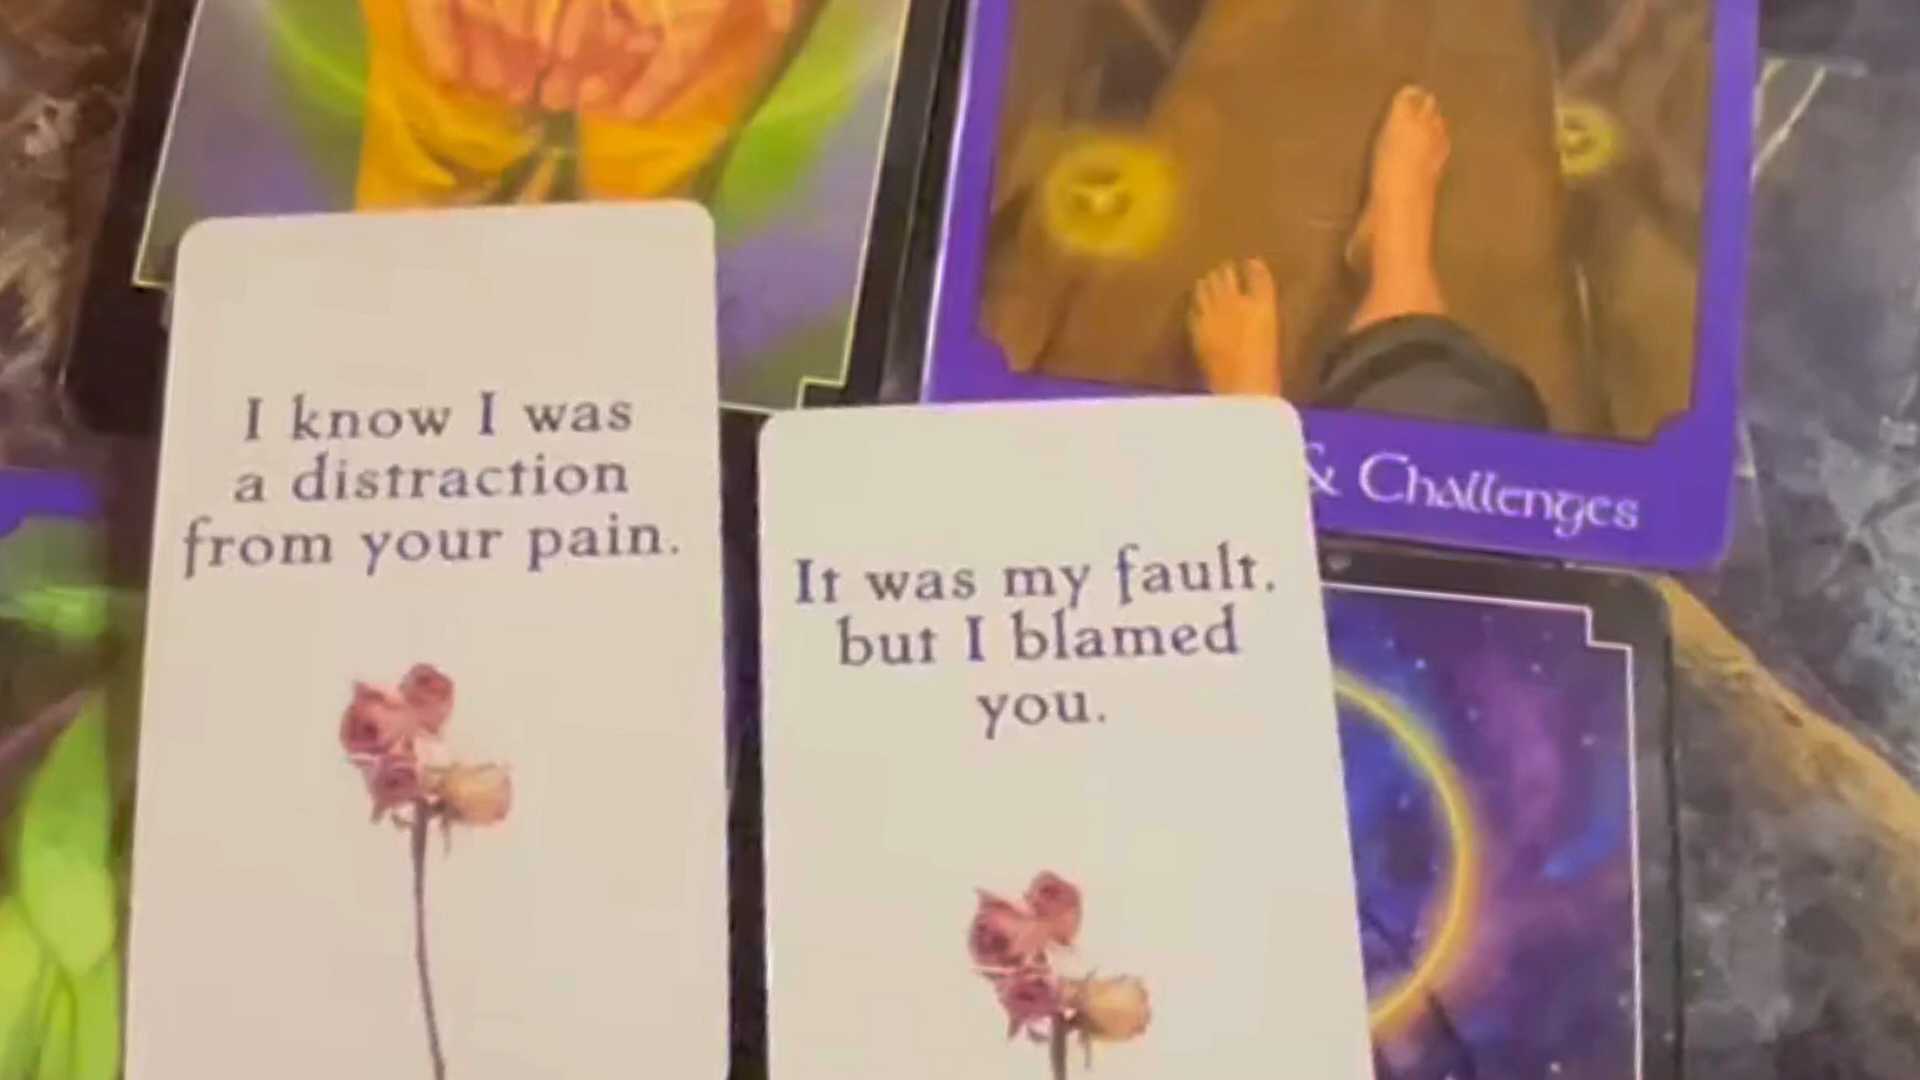 I know I was
a distraction
from your pain.
& Challenges
It was my fault,
but I blamed
you.